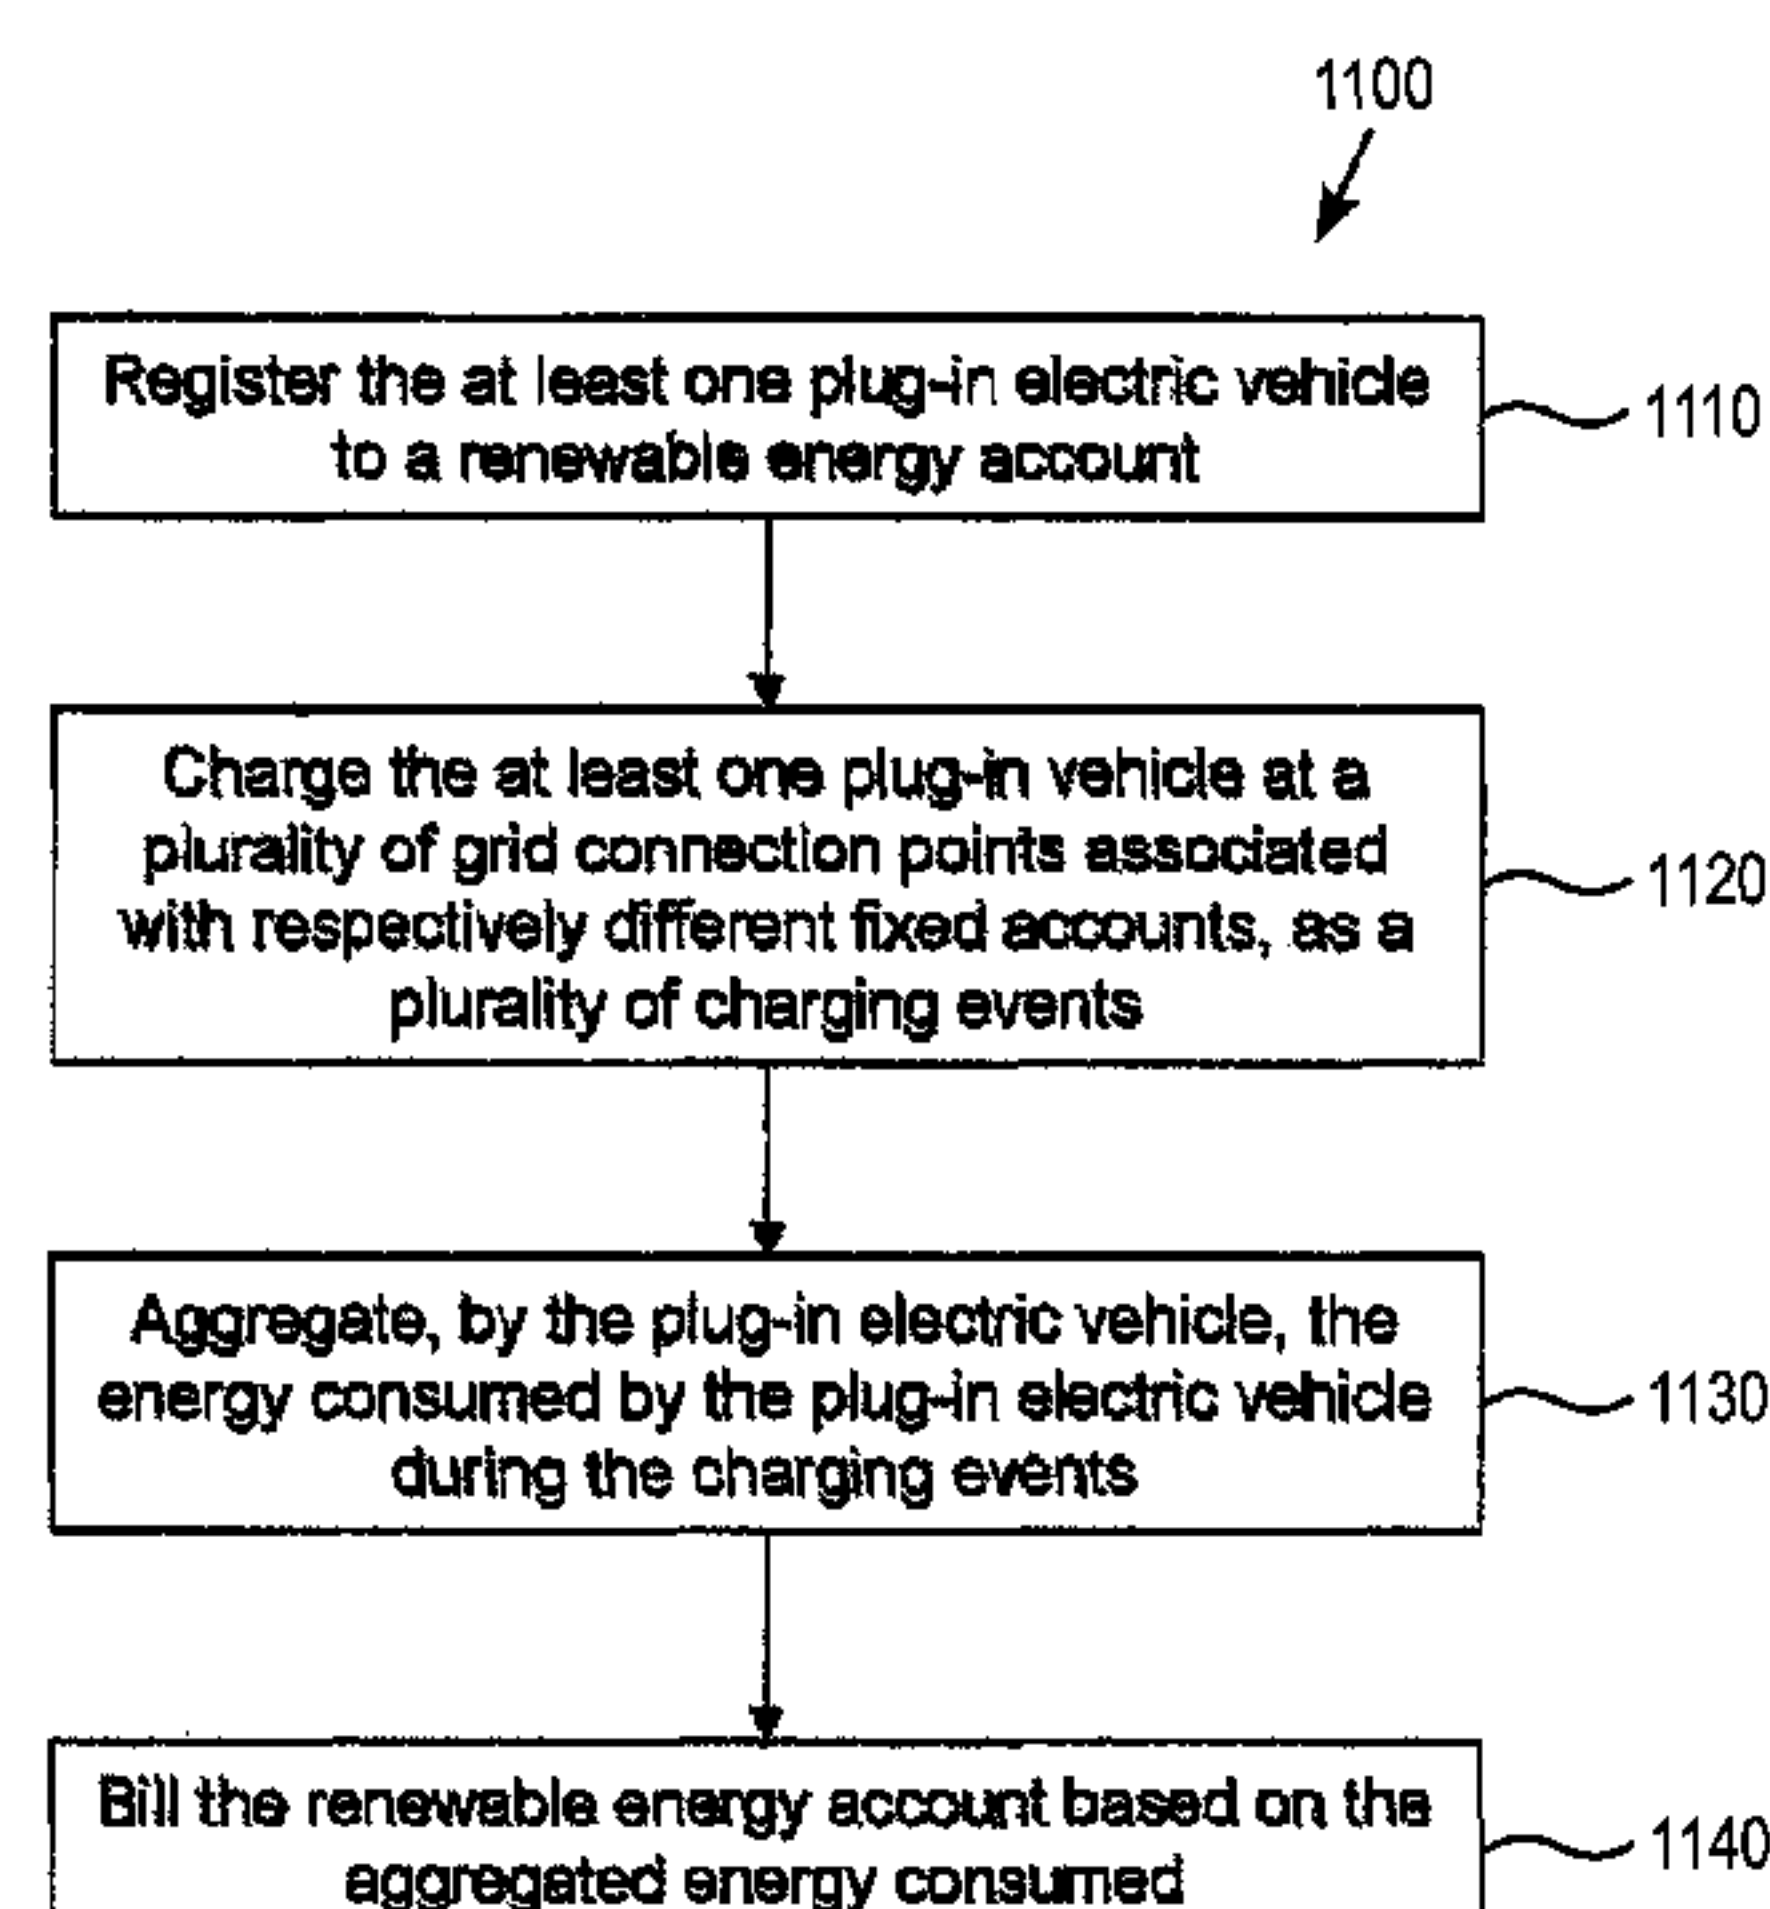 1100
Register the at least one plug-in electric vehicle
to a renewable energy account
1110
Charge the at least one plug-in vehicle at a
plurality of grid connection points associated
with respectively different fixed accounts, as a
plurality of charging events
1120
Aggregate, by the plug-in electric vehicle, the
energy consumed by the plug-in electric vehicle
during the charging events
1130
Bill the renewable energy account based on the
aggregated energy consumed
1140